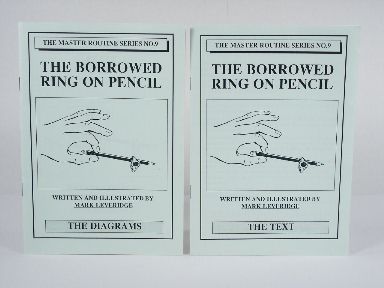 THE MASTER ROUTINE SERIES NO.9
THE BORROWED
RING ON PENCIL
WRITTEN AND ILLUSTRATED BY
MARK LEVERIDGE
THE DIAGRAMS
THE MASTER ROUTINE SERIES NO.9
THE BORROWED
RING ON PENCIL
WRITTEN AND ILLUSTRATED BY
MARK LEVERIDGE
THE TEXT